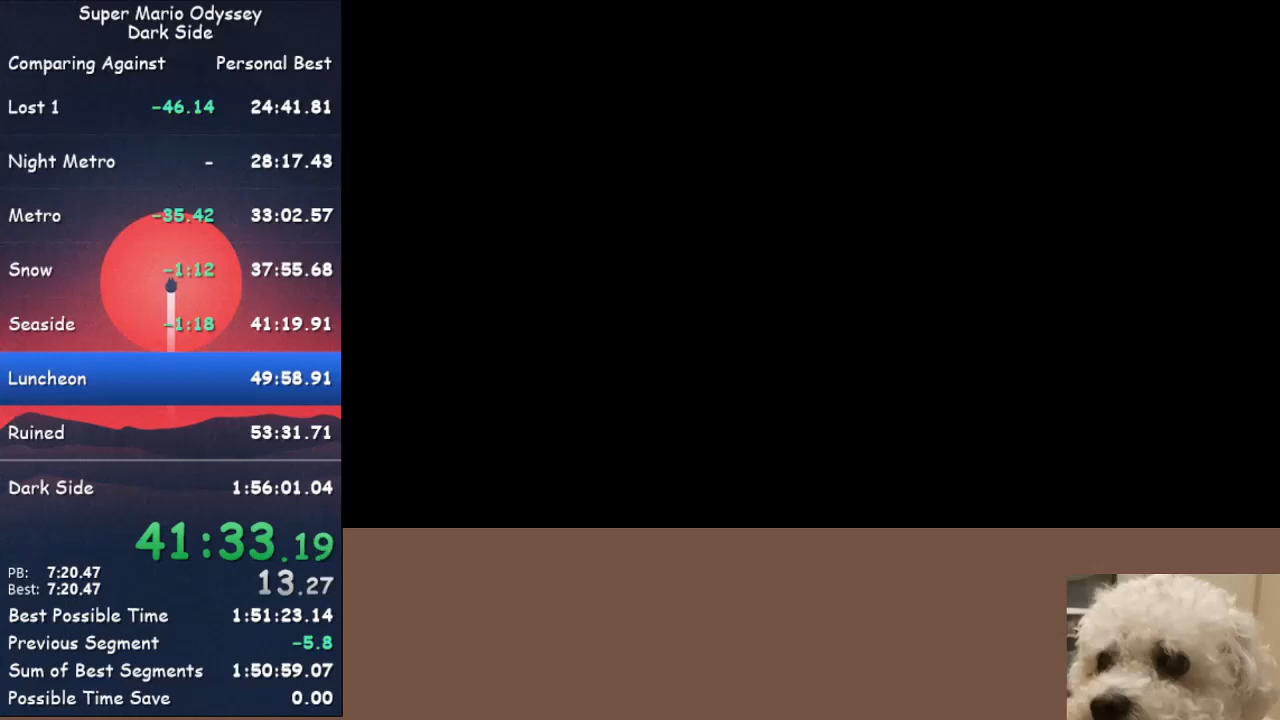 Super Mario Odyssey
Dark Side
Comparing Against Personal Best
Lost 1 -46.14 24:41.81
Night Metro - 28:17.43
Metro -35.42 33:02.57
Snow -1:12 37:55.68
Seaside -1:18 41:19.91
Luncheon 49:58.91
Ruined 53:31.71
Dark Side 1:56:01.04
41:33.19
PB: 7:20.47
Best: 7:20.47
13.27
Best Possible Time 1:51:23.14
Previous Segment -5.8
Sum of Best Segments 1:50:59.07
Possible Time Save 0.00